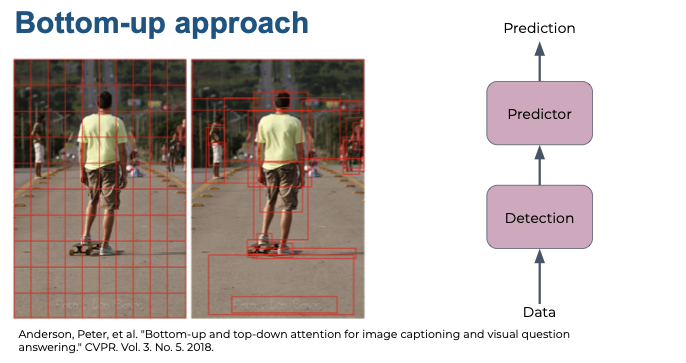 Bottom-up approach
Prediction
Predictor
Detection
Data
Anderson, Peter, et al. "Bottom-up and top-down attention for image captioning and visual question
answering." CVPR. Vol. 3. No. 5. 2018.